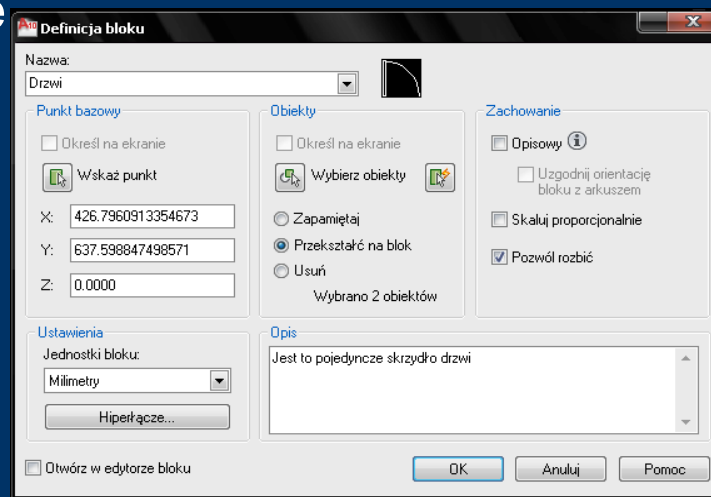 e
A10 Definicja bloku
Nazwa:
Drzwi
Punkt bazowy
Określ na ekranie
Wskaż punkt
X: 426.7960913354673
Y: 637.598847498571
Z: 0.0000
Obiekty
Określ na ekranie
Wybierz obiekty
Zapamiętaj
Przekształć na blok
Usuń
Wybrano 2 obiektów
Zachowanie
Opisowy
Uzgodnij orientację
bloku z arkuszem
Skaluj proporcjonalnie
Pozwól rozbić
Ustawienia
Jednostki bloku:
Milimetry
Hiperłącze...
Opis
Jest to pojedyncze skrzydło drzwi
Otwórz w edytorze bloku
OK Anuluj Pomoc